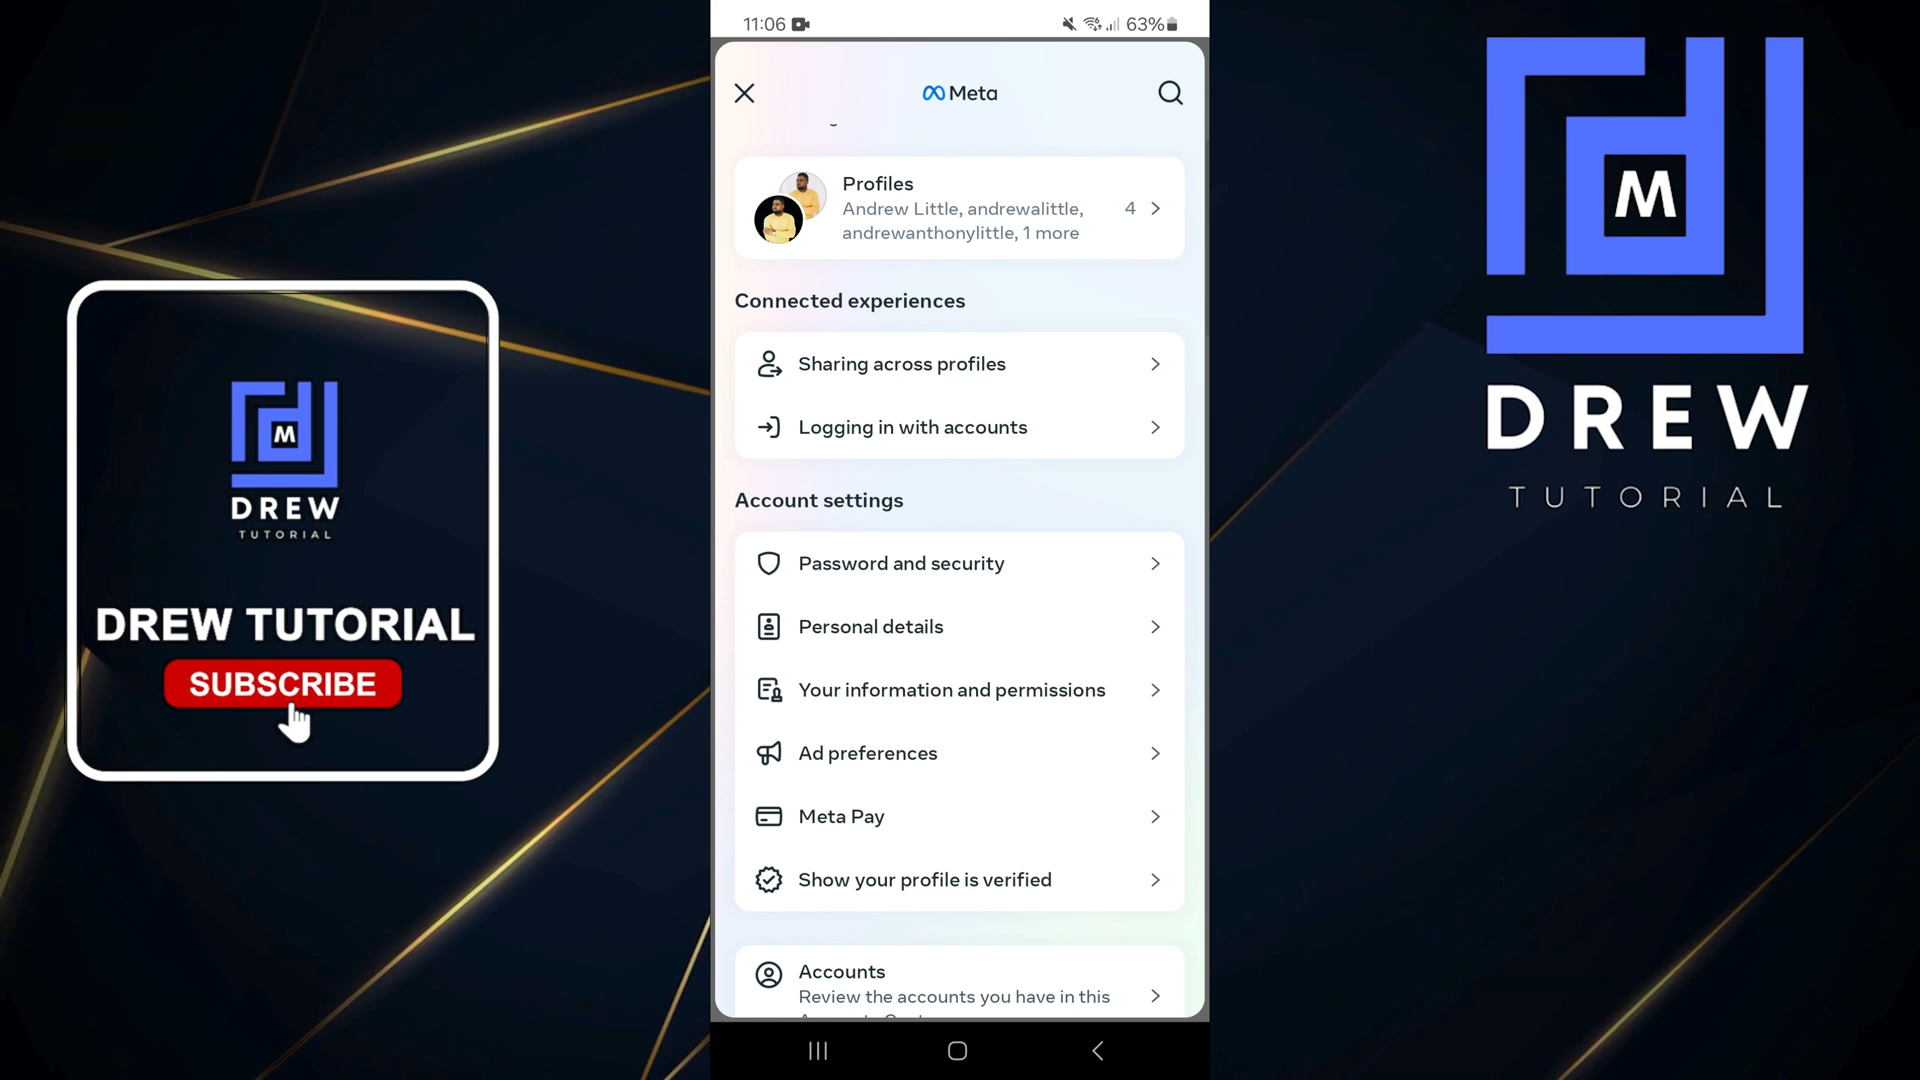 11:06
63%
Meta
Profiles
Andrew Little, andrewalittle,
andrewanthonylittle, 1 more
4
Connected experiences
Sharing across profiles
Logging in with accounts
Account settings
Password and security
Personal details
Your information and permissions
Ad preferences
Meta Pay
Show your profile is verified
Accounts
Review the accounts you have in this
M
DREW
TUTORIAL
DREW TUTORIAL
SUBSCRIBE
M
DREW
TUTORIAL